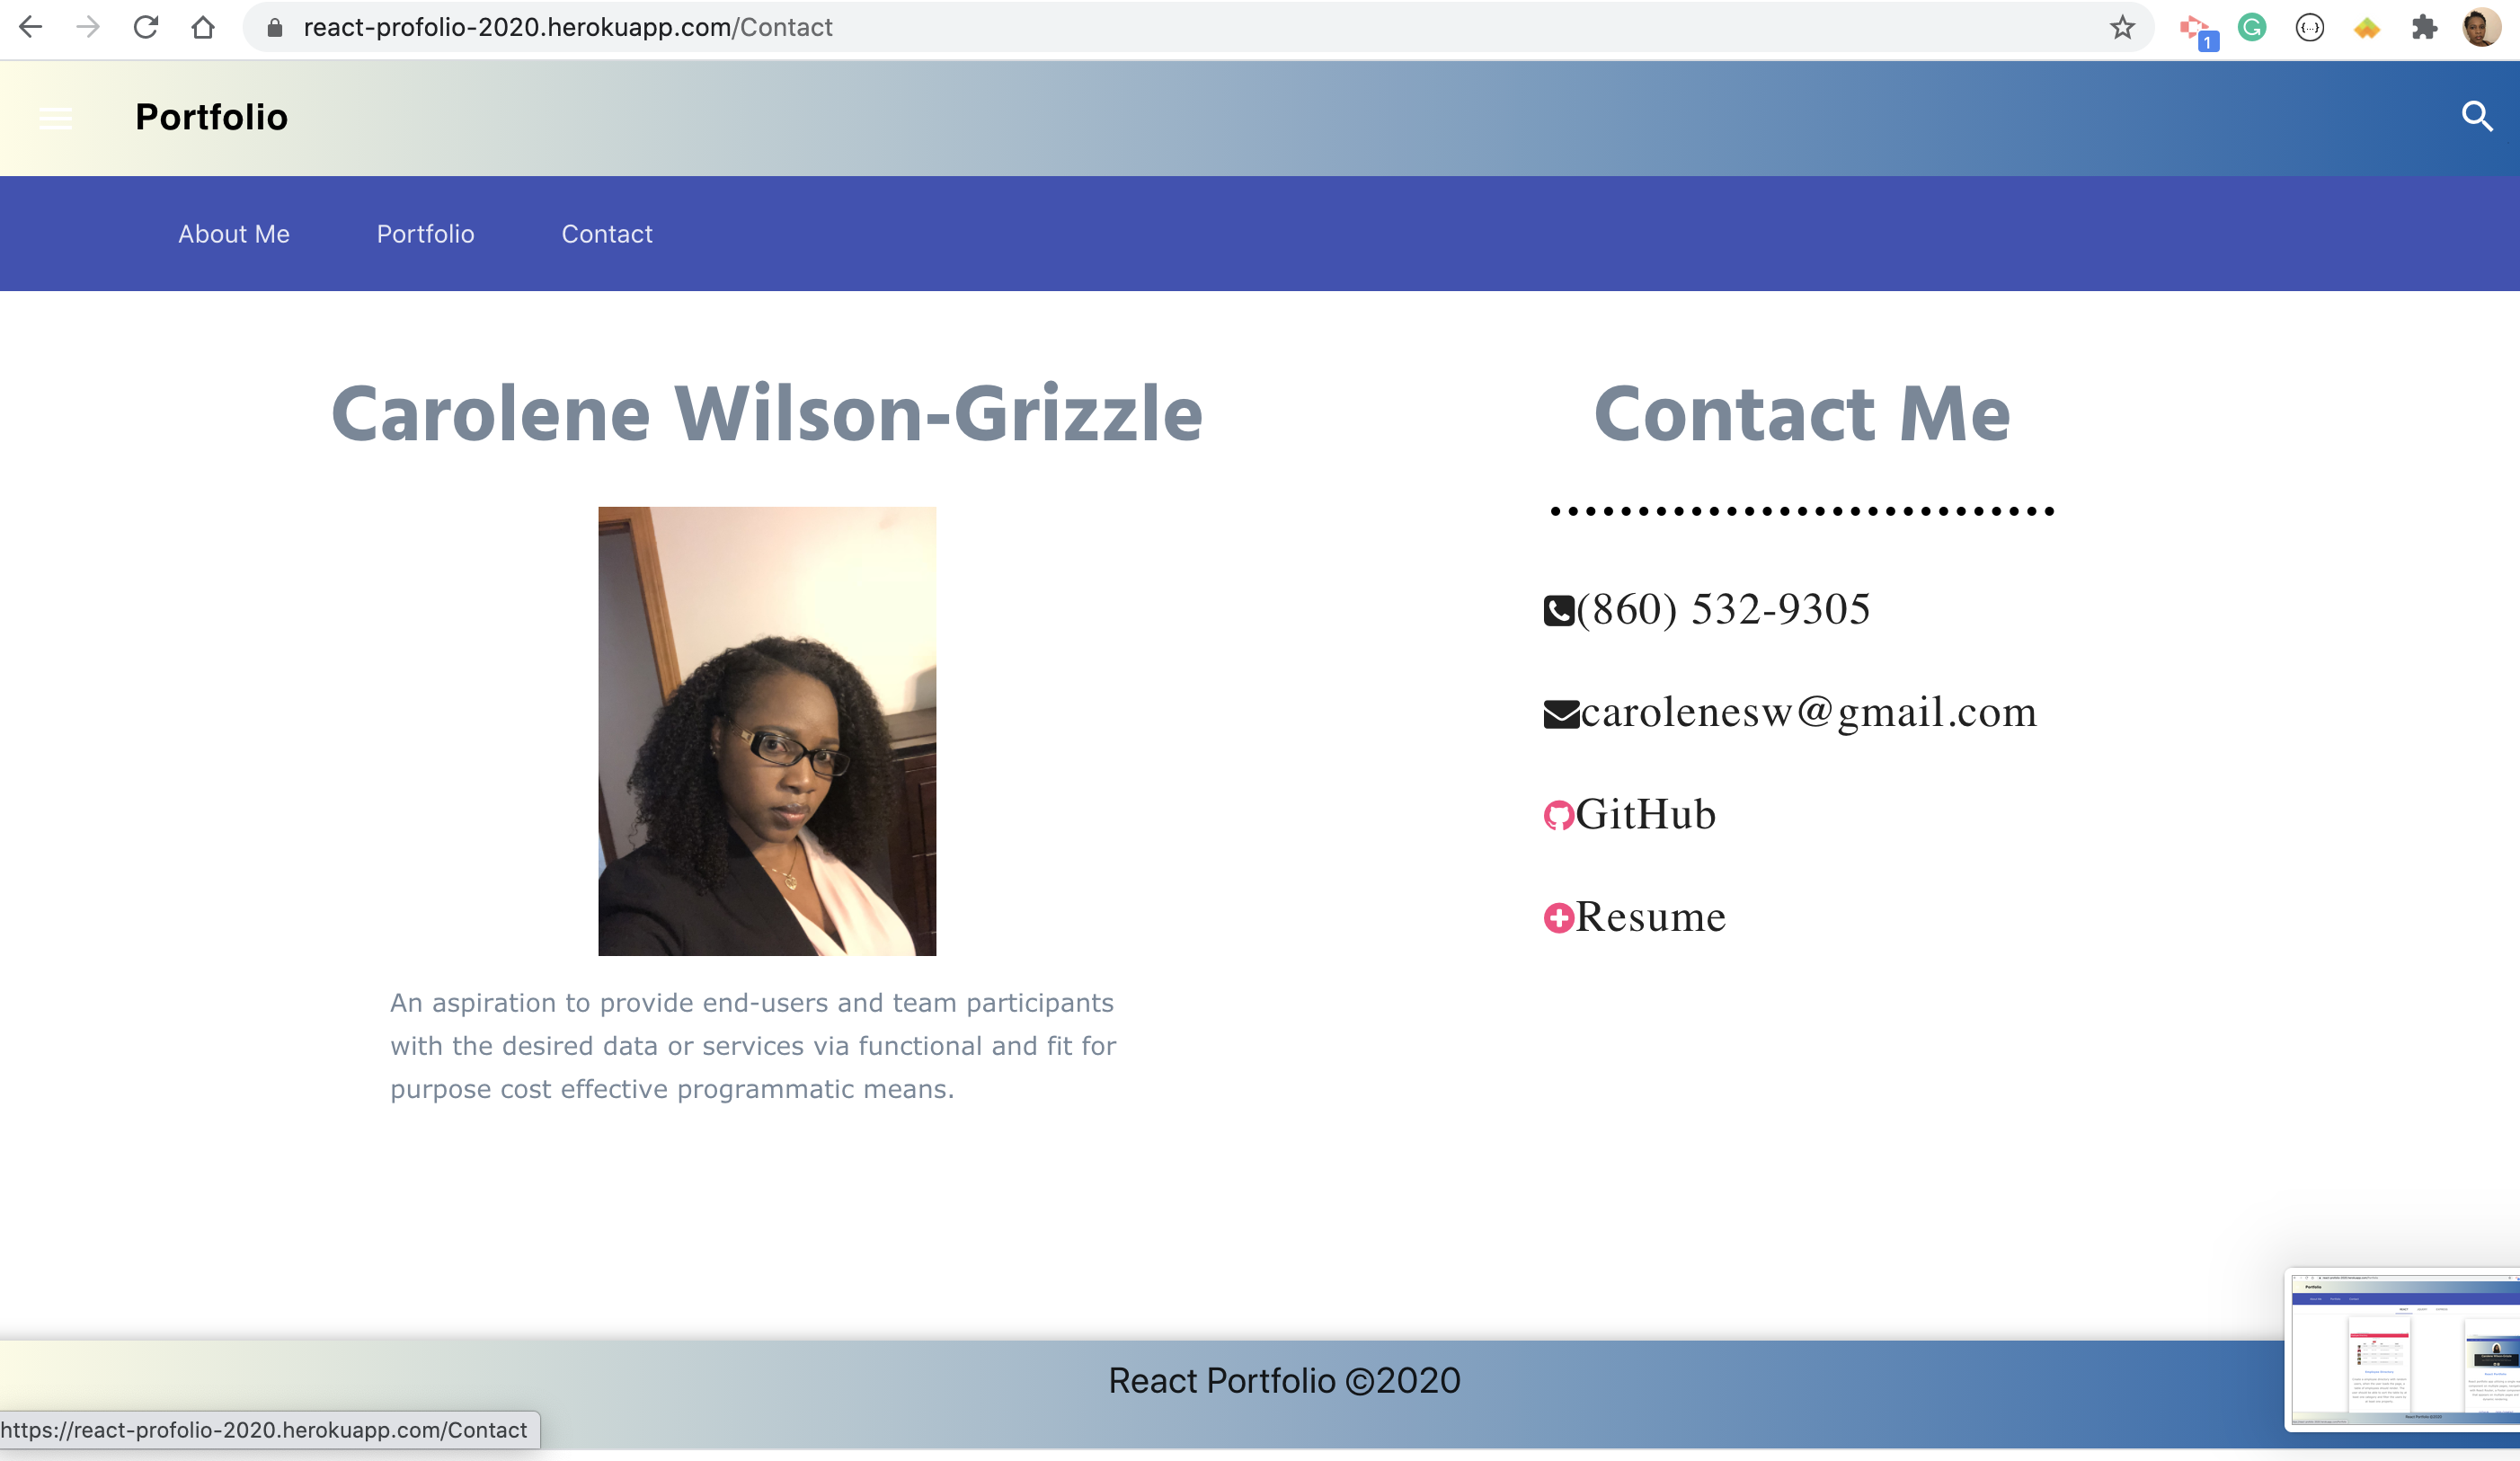 react-profolio-2020.herokuapp.com/Contact
1
Portfolio
About Me Portfolio Contact
Carolene Wilson-Grizzle
Contact Me
(860) 532-9305
carolenesw@gmail.com
GitHub
Resume
An aspiration to provide end-users and team participants
with the desired data or services via functional and fit for
purpose cost effective programmatic means.
React Portfolio ©2020
https://react-profolio-2020.herokuapp.com/Contact